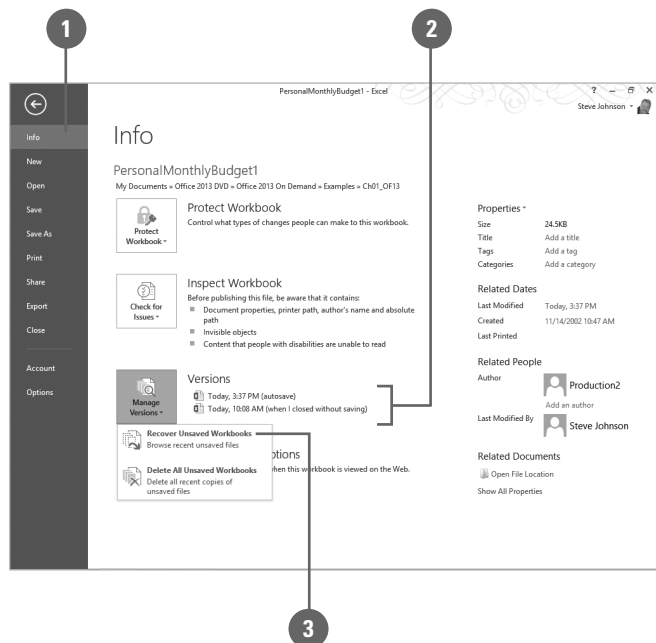 1
2
PersonalMonthlyBudget1 - Excel
?
Steve Johnson
Info
New
Open
Save
Save As
Print
Share
Export
Close
Account
Options
Info
PersonalMonthlyBudget1
My Documents » Office 2013 DVD » Office 2013 On Demand » Examples » Ch01_OF13
Protect Workbook
Protect Workbook
Control what types of changes people can make to this workbook.
Check for Issues
Inspect Workbook
Before publishing this file, be aware that it contains:
Document properties, printer path, author's name and absolute
path
Invisible objects
Content that people with disabilities are unable to read
Manage Versions
Versions
Today, 3:37 PM (autosave)
Today, 10:08 AM (when I closed without saving)
Recover Unsaved Workbooks
Browse recent unsaved files
Delete All Unsaved Workbooks
Delete all recent copies of
unsaved files
ptions
when this workbook is viewed on the Web.
Properties
Size 24.5KB
Title Add a title
Tags Add a tag
Categories Add a category
Related Dates
Last Modified Today, 3:37 PM
Created 11/14/2002 10:47 AM
Last Printed
Related People
Author Production2
Add an author
Last Modified By Steve Johnson
Related Documents
Open File Location
Show All Properties
3